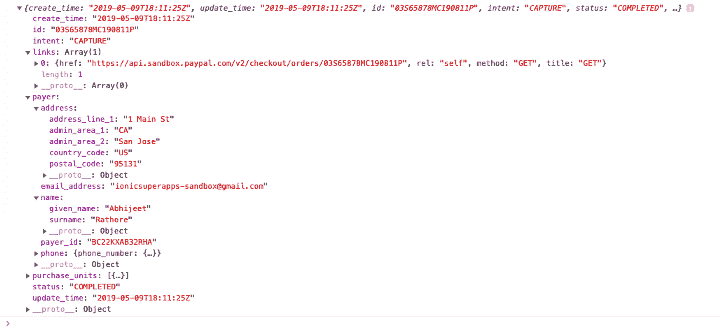 ▼{create_time: "2019-05-09T18:11:25Z", update_time: "2019-05-09T18:11:25Z", id: "03S65878MC190811P", intent: "CAPTURE", status: "COMPLETED", …} i
create_time: "2019-05-09T18:11:25Z"
id: "03S65878MC190811P"
intent: "CAPTURE"
▼links: Array(1)
▶0: {href: "https://api.sandbox.paypal.com/v2/checkout/orders/03S65878MC190811P", rel: "self", method: "GET", title: "GET"}
length: 1
▶__proto__: Array(0)
▼payer:
▼address:
address_line_1: "1 Main St"
admin_area_1: "CA"
admin_area_2: "San Jose"
country_code: "US"
postal_code: "95131"
▶__proto__: Object
email_address: "ionicsuperapps-sandbox@gmail.com"
▼name:
given_name: "Abhijeet"
surname: "Rathore"
▶__proto__: Object
payer_id: "BC22KXAB32RHA"
▶phone: {phone_number: {…}}
▶__proto__: Object
▶purchase_units: [{…}]
status: "COMPLETED"
update_time: "2019-05-09T18:11:25Z"
▶__proto__: Object
>